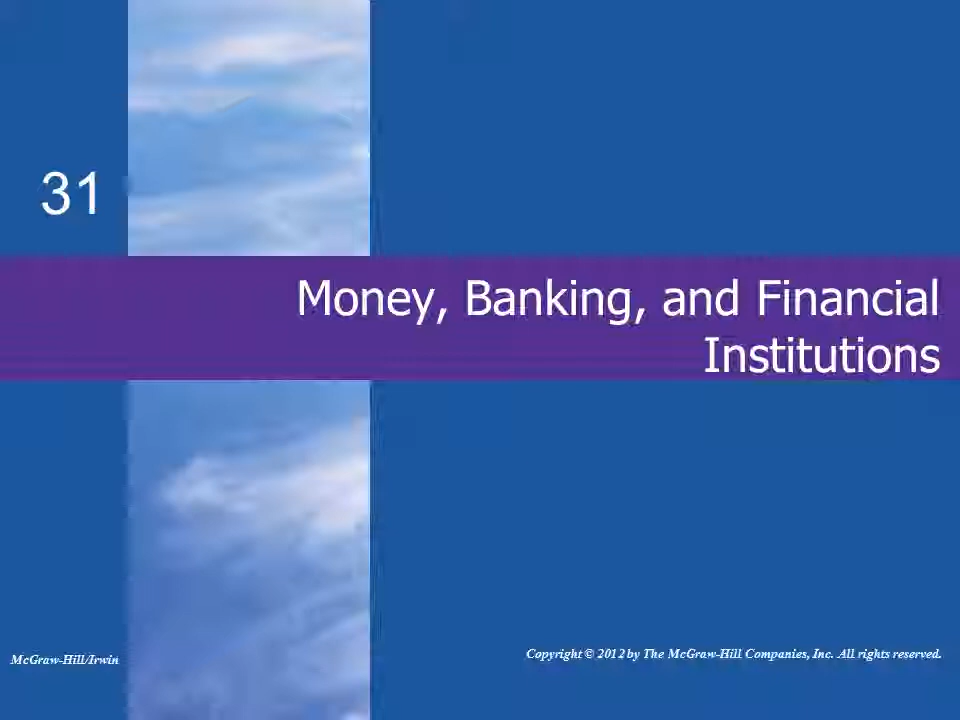 31
Money, Banking, and Financial
Institutions
McGraw-Hill/Irwin
Copyright © 2012 by The McGraw-Hill Companies, Inc. All rights reserved.